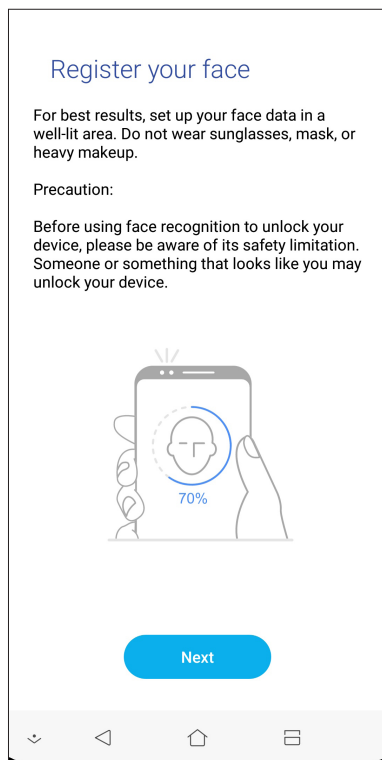 Register your face
For best results, set up your face data in a
well-lit area. Do not wear sunglasses, mask, or
heavy makeup.
Precaution:
Before using face recognition to unlock your
device, please be aware of its safety limitation.
Someone or something that looks like you may
unlock your device.
70%
Next